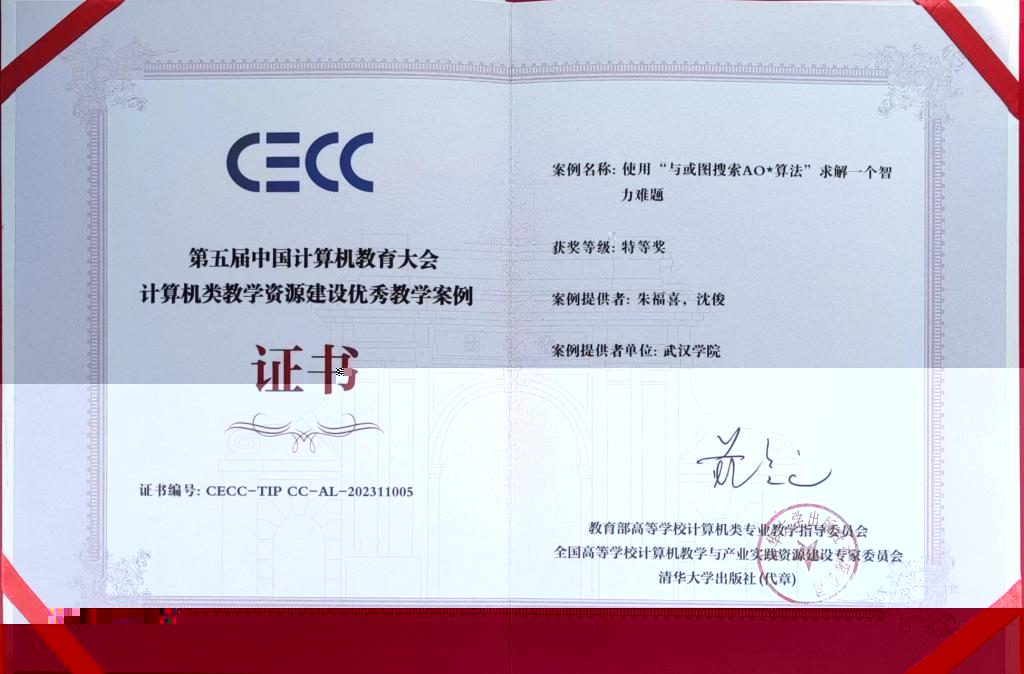 CECC
第五届中国计算机教育大会
计算机类教学资源建设优秀教学案例
证书
证书编号: CECC-TIP CC-AL-202311005
案例名称: 使用“与或图搜索AO*算法”求解一个智
力难题
获奖等级: 特等奖
案例提供者: 朱福喜, 沈俊
案例提供者单位: 武汉学院
教育部高等学校计算机类专业教学指导委员会
全国高等学校计算机教学与产业实践资源建设专家委员会
清华大学出版社(代章)